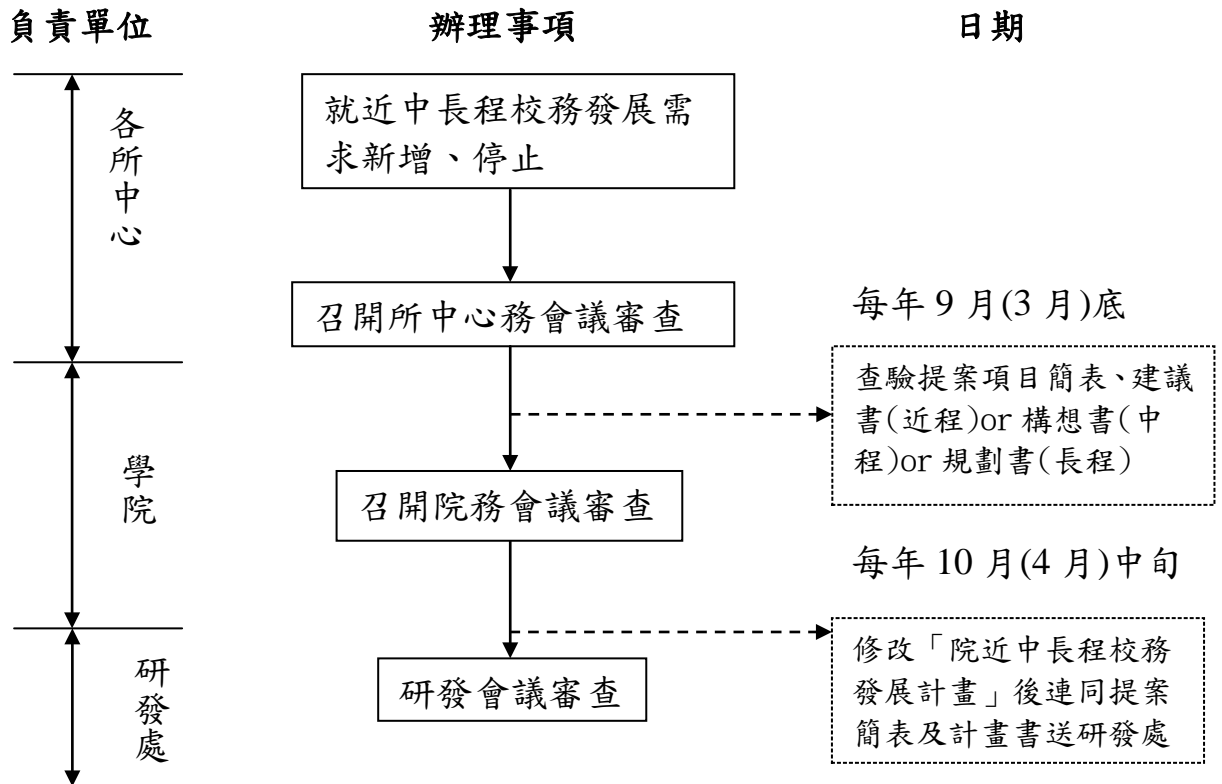 負責單位 辦理事項 日期
各所中心
就近中長程校務發展需
求新增、停止
召開所中心務會議審查
每年 9 月(3 月)底
查驗提案項目簡表、建議
書(近程)or 構想書(中
程)or 規劃書(長程)
學院
召開院務會議審查
每年 10 月(4 月)中旬
修改「院近中長程校務
發展計畫」後連同提案
簡表及計畫書送研發處
研發處
研發會議審查